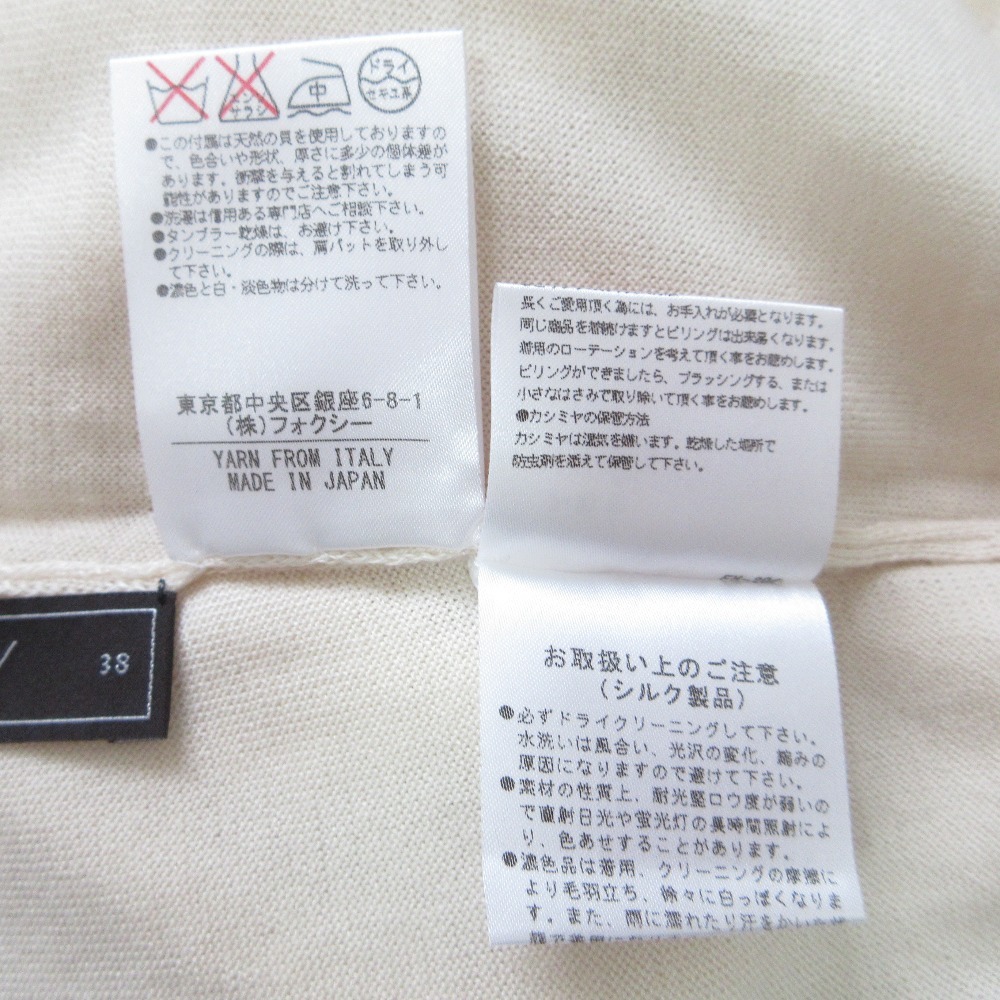 エンソ
サラシ
中
ドライ
セキユ系
●この付属は天然の貝を使用しておりますの
で、色合いや形状、厚さに多少の個体差が
あります。衝撃を与えると割れてしまう可
能性がありますのでご注意下さい。
●洗濯は信用ある専門店へご相談下さい。
●タンブラー乾燥は、お避け下さい。
●クリーニングの際は、肩パットを取り外し
て下さい。
●濃色と白・淡色物は分けて洗って下さい。
東京都中央区銀座6-8-1
(株)フォクシー
YARN FROM ITALY
MADE IN JAPAN
長くご愛用頂く為には、お手入れが必要となります。
同じ商品を着続けますとピリングは出来易くなります。
着用のローテーションを考えて頂く事をお勧めします。
ピリングができましたら、ブラッシングする、または
小さなはさみで取り除いて頂く事をお勧めします。
●カシミヤの保管方法
カシミヤは湿気を嫌います。乾燥した場所で
防虫剤を添えて保管して下さい。
38
お取扱い上のご注意
(シルク製品)
●必ずドライクリーニングして下さい。
水洗いは風合い、光沢の変化、縮みの
原因になりますので避けて下さい。
●素材の性質上、耐光堅ロウ度が弱いの
で直射日光や蛍光灯の長時間照射によ
り、色あせすることがあります。
●濃色品は着用、クリーニングの摩擦に
より毛羽立ち、徐々に白っぽくなりま
す。また、雨に濡れたり汗をかいた